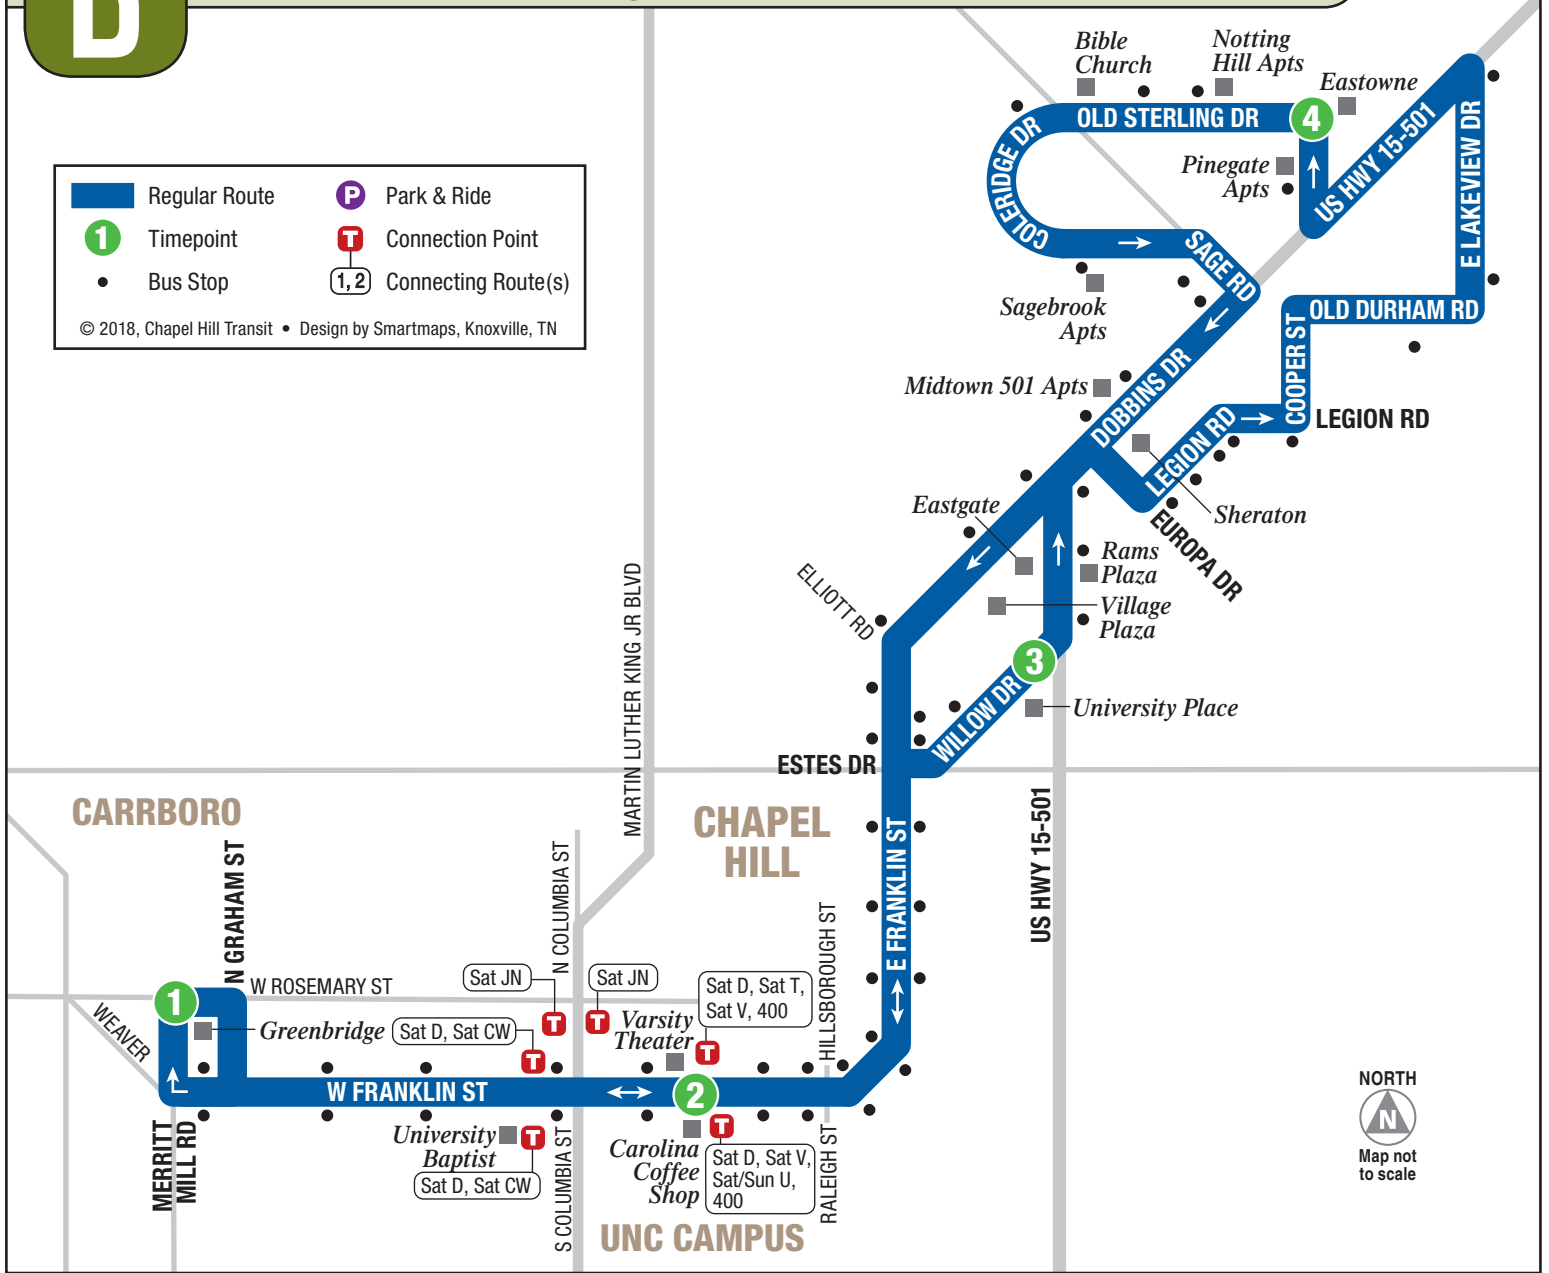 D
Regular Route
P
Park & Ride
1
Timepoint
T
Connection Point
Bus Stop
1, 2
Connecting Route(s)
© 2018, Chapel Hill Transit • Design by Smartmaps, Knoxville, TN
Bible
Church
Notting
Hill Apts
Eastowne
OLD STERLING DR
4
COLERIDGE DR
Pinegate
Apts
US HWY 15-501
E LAKEVIEW DR
SAGE RD
Sagebrook
Apts
OLD DURHAM RD
COOPER ST
Midtown 501 Apts
DOBBINS DR
LEGION RD
LEGION RD
Sheraton
EUROPA DR
Eastgate
Rams
Plaza
Village
Plaza
ELLIOTT RD
3
WILLOW DR
University Place
ESTES DR
MARTIN LUTHER KING JR BLVD
CARRBORO
CHAPEL
HILL
US HWY 15-501
E FRANKLIN ST
N GRAHAM ST
N COLUMBIA ST
HILLSBOROUGH ST
W ROSEMARY ST
Sat JN
Sat JN
Sat D, Sat T,
Sat V, 400
1
WEAVER
Greenbridge
Sat D, Sat CW
T
T
T
T
Varsity
Theater
W FRANKLIN ST
2
MERRITT
MILL RD
University
Baptist
T
Sat D, Sat CW
S COLUMBIA ST
Carolina
Coffee
Shop
T
Sat D, Sat V,
Sat/Sun U,
400
RALEIGH ST
UNC CAMPUS
NORTH
N
Map not
to scale